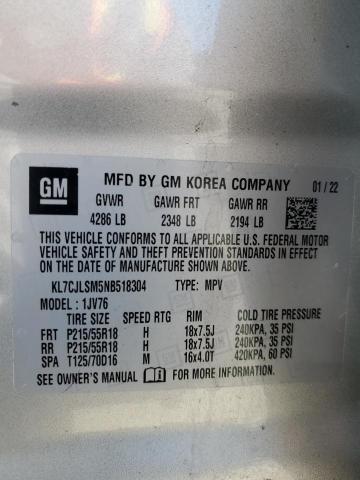 GM
MFD BY GM KOREA COMPANY 01/22
GVWR GAWR FRT GAWR RR
4286 LB 2348 LB 2194 LB
THIS VEHICLE CONFORMS TO ALL APPLICABLE U.S. FEDERAL MOTOR
VEHICLE SAFETY AND THEFT PREVENTION STANDARDS IN EFFECT ON
THE DATE OF MANUFACTURE SHOWN ABOVE.
KL7CJLSM5NB518304 TYPE: MPV
MODEL: 1JV76
TIRE SIZE SPEED RTG RIM COLD TIRE PRESSURE
FRT P215/55R18 H 18x7.5J 240KPA, 35 PSI
RR P215/55R18 H 18x7.5J 240KPA, 35 PSI
SPA T125/70D16 M 16x4.0T 420KPA, 60 PSI
SEE OWNER'S MANUAL FOR MORE INFORMATION.